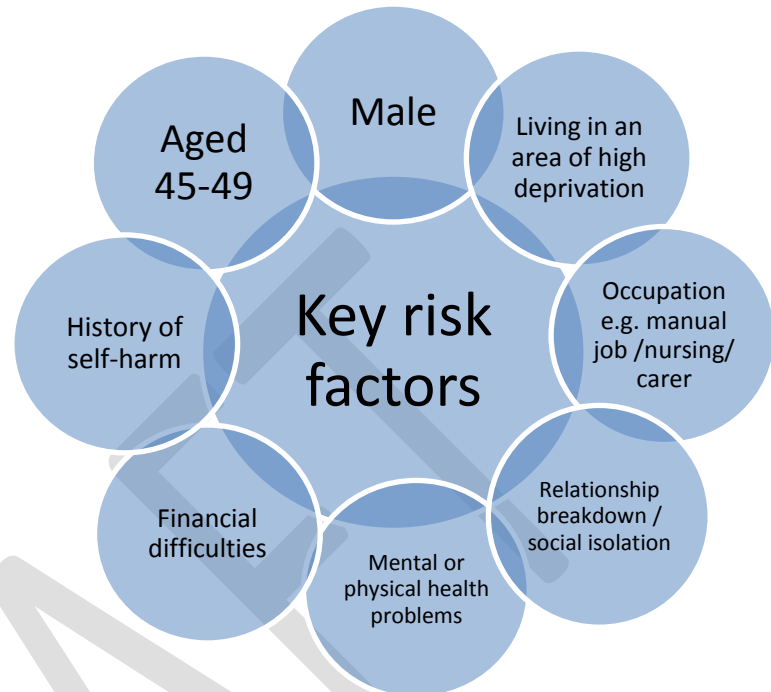 Male
Living in an
area of high
deprivation
Occupation
e.g. manual
job /nursing/
carer
Relationship
breakdown /
social isolation
Mental or
physical health
problems
Financial
difficulties
History of
self-harm
Aged
45-49
Key risk
factors